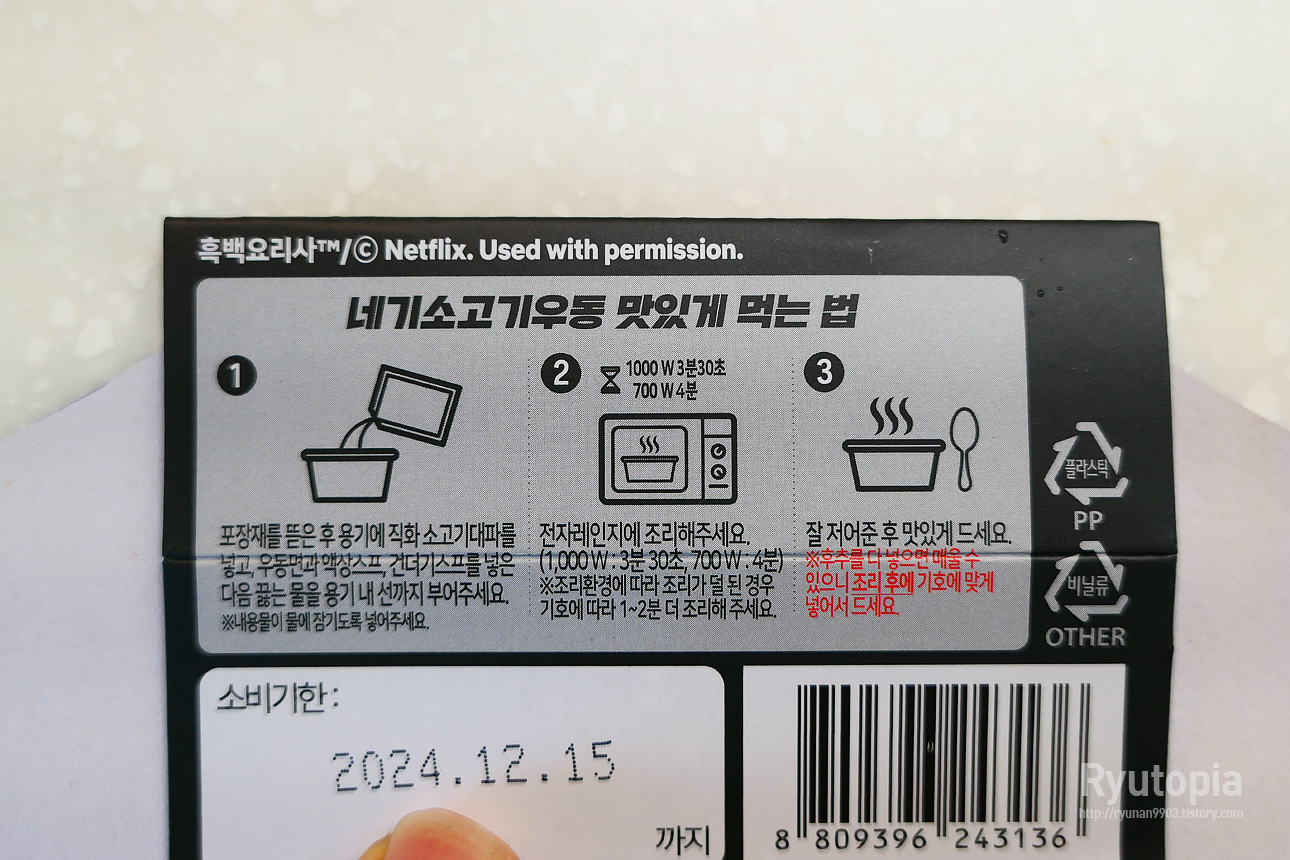 흑백요리사™/ⓒ Netflix. Used with permission.
네기소고기우동 맛있게 먹는 법
1
포장재를 뜯은 후 용기에 직화 소고기대파를
넣고, 우동면과 액상스프, 건더기스프를 넣은
다음 끓는 물을 용기 내 선까지 부어주세요.
※내용물이 물에 잠기도록 넣어주세요.
2
1000 W 3분30초
700 W 4분
전자레인지에 조리해주세요.
(1,000 W : 3분 30초, 700 W : 4분)
※조리환경에 따라 조리가 덜 된 경우
기호에 따라 1~2분 더 조리해 주세요.
3
잘 저어준 후 맛있게 드세요.
※후추를 다 넣으면 매울 수
있으니 조리 후에 기호에 맞게
넣어서 드세요.
플라스틱
PP
비닐류
OTHER
소비기한 :
2024.12.15
까지
8 809396 243136
Ryutopia
http://ryunan9903.tistory.com